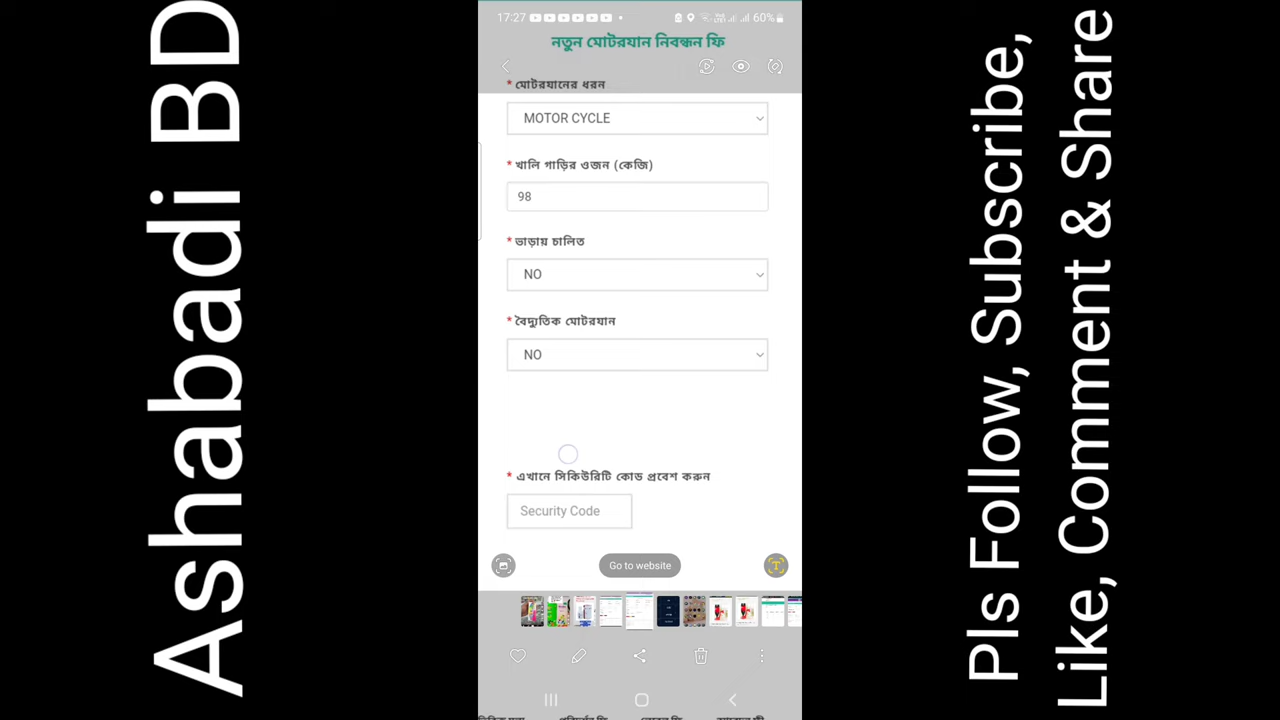 Ashabadi BD
17:27
60%
নতুন মোটরযান নিবন্ধন ফি
* মোটরযানের ধরন
MOTOR CYCLE
* খালি গাড়ির ওজন (কেজি)
98
* ভাড়ায় চালিত
NO
* বৈদ্যুতিক মোটরযান
NO
* এখানে সিকিউরিটি কোড প্রবেশ করুন
Security Code
Go to website
T
Pls Follow, Subscribe,
Like, Comment & Share